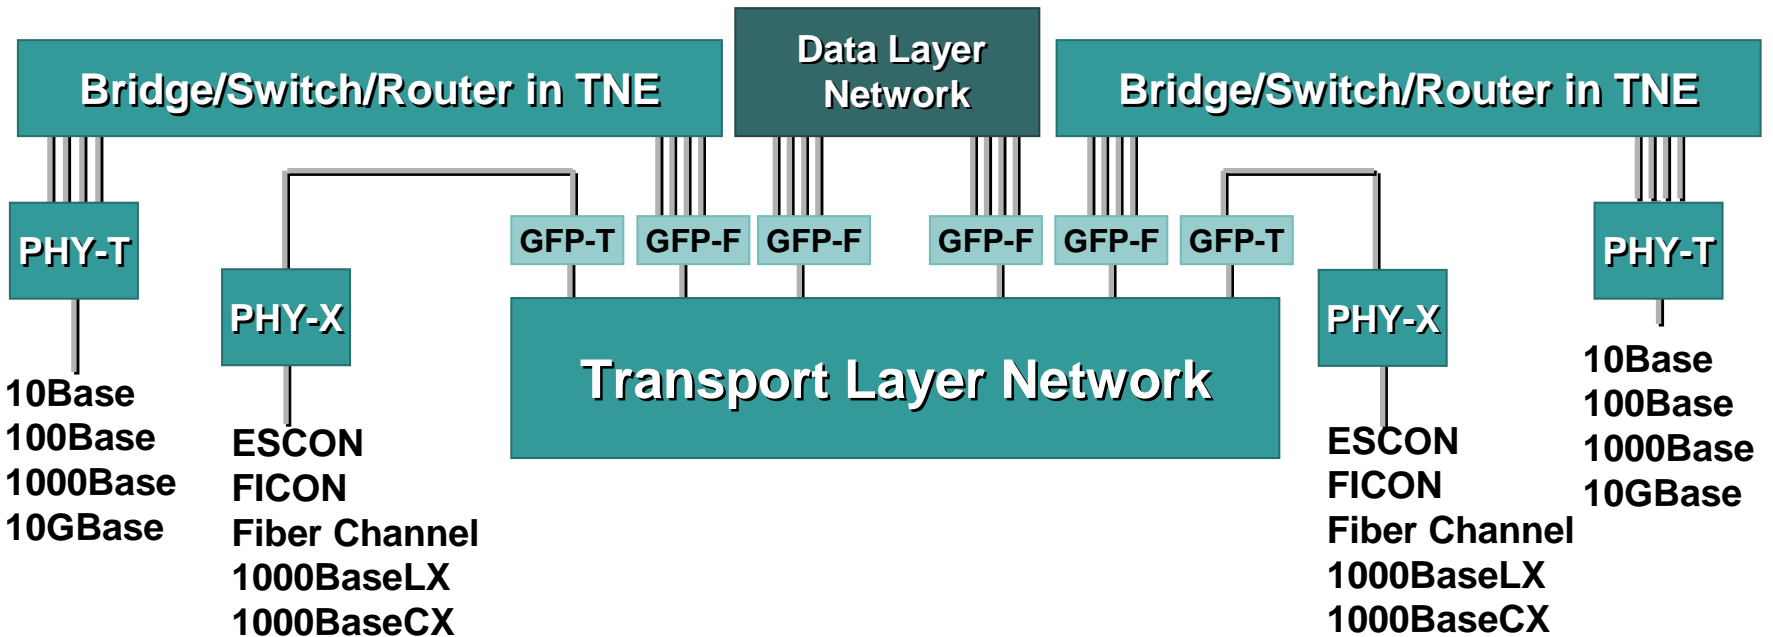 Bridge/Switch/Router in TNE
Data Layer
Network
Bridge/Switch/Router in TNE
PHY-T
GFP-T
GFP-F
GFP-F
GFP-F
GFP-F
GFP-T
PHY-T
PHY-X
PHY-X
Transport Layer Network
10Base
100Base
1000Base
10GBase
ESCON
FICON
Fiber Channel
1000BaseLX
1000BaseCX
ESCON
FICON
Fiber Channel
1000BaseLX
1000BaseCX
10Base
100Base
1000Base
10GBase